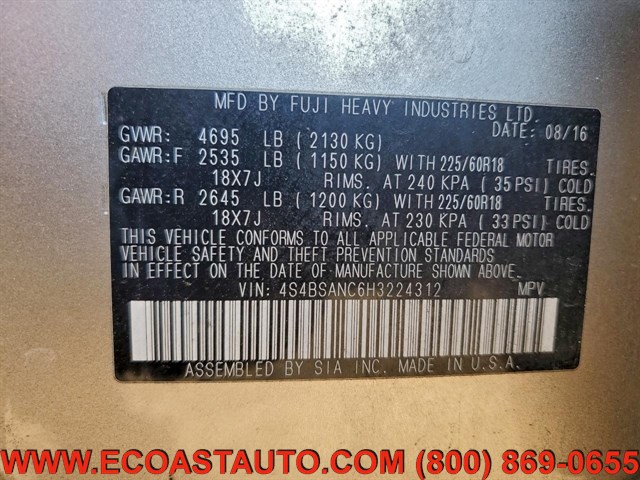 MFD BY FUJI HEAVY INDUSTRIES LTD.
DATE: 08/16
GVWR: 4695 LB ( 2130 KG)
GAWR:F 2535 LB ( 1150 KG) WITH 225/60R18 TIRES.
18X7J RIMS. AT 240 KPA ( 35 PSI) COLD
GAWR:R 2645 LB ( 1200 KG) WITH 225/60R18 TIRES.
18X7J RIMS. AT 230 KPA ( 33 PSI) COLD
THIS VEHICLE CONFORMS TO ALL APPLICABLE FEDERAL MOTOR
VEHICLE SAFETY AND THEFT PREVENTION STANDARDS
IN EFFECT ON THE DATE OF MANUFACTURE SHOWN ABOVE.
VIN: 4S4BSANC6H3224312 MPV
ASSEMBLED BY SIA INC. MADE IN U.S.A.
WWW.ECOASTAUTO.COM (800) 869-0655